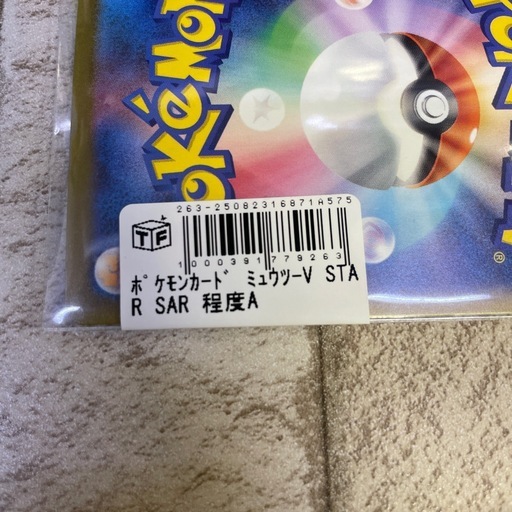 POKÉMON
263-25082316871A575
TF
1000391779263
ﾎﾟｹﾓﾝｶｰﾄﾞ ﾐｭｳﾂｰV STA
R SAR 程度A
®